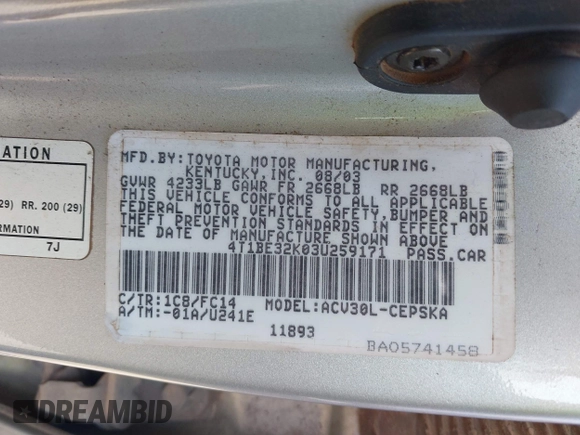 ATION
29) RR. 200 (29)
FORMATION
7J
MFD.BY:TOYOTA MOTOR MANUFACTURING,
KENTUCKY,INC. 08/03
GVWR 4233LB GAWR FR 2668LB RR 2668LB
THIS VEHICLE CONFORMS TO ALL APPLICABLE
FEDERAL MOTOR VEHICLE SAFETY,BUMPER AND
THEFT PREVENTION STANDARDS IN EFFECT ON
THE DATE OF MANUFACTURE SHOWN ABOVE
4T1BE32K03U259171 PASS.CAR
C/TR:1C8/FC14 MODEL:ACV30L-CEPSKA
A/TM:-01A/U241E
11893
BA05741458
DREAMBID